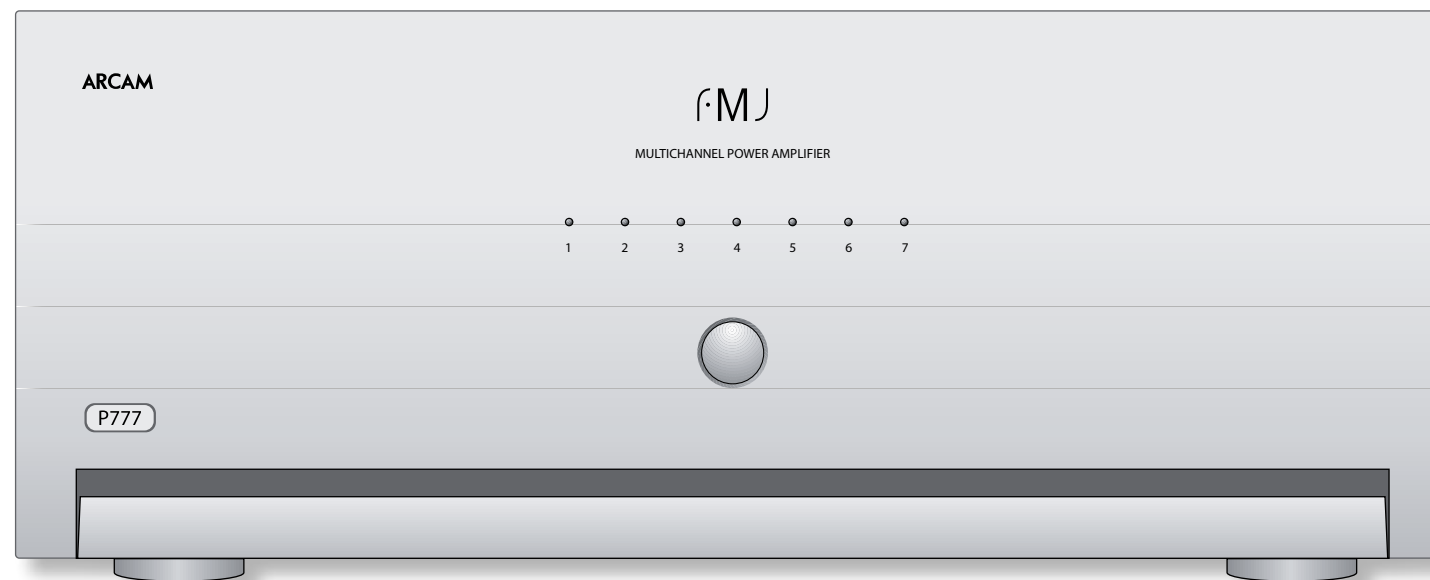 ARCAM
FMJ
MULTICHANNEL POWER AMPLIFIER
1 2 3 4 5 6 7
P777